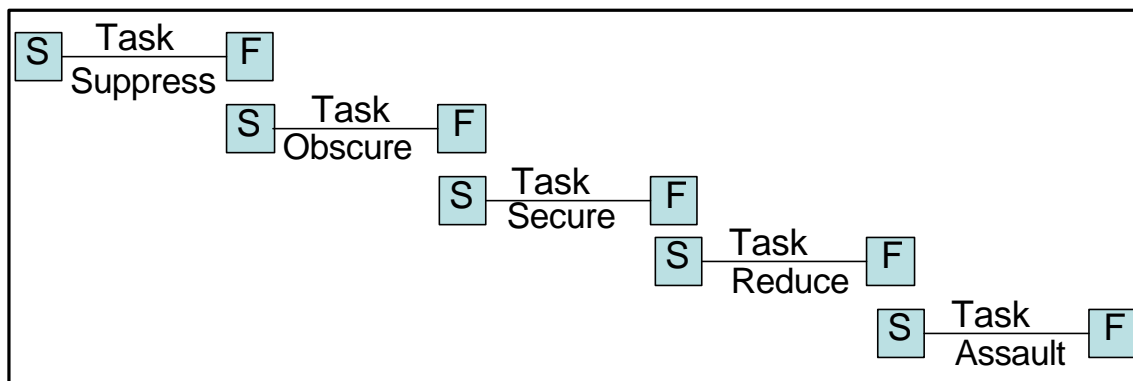 S Task F
Suppress
S Task F
Obscure
S Task F
Secure
S Task F
Reduce
S Task F
Assault